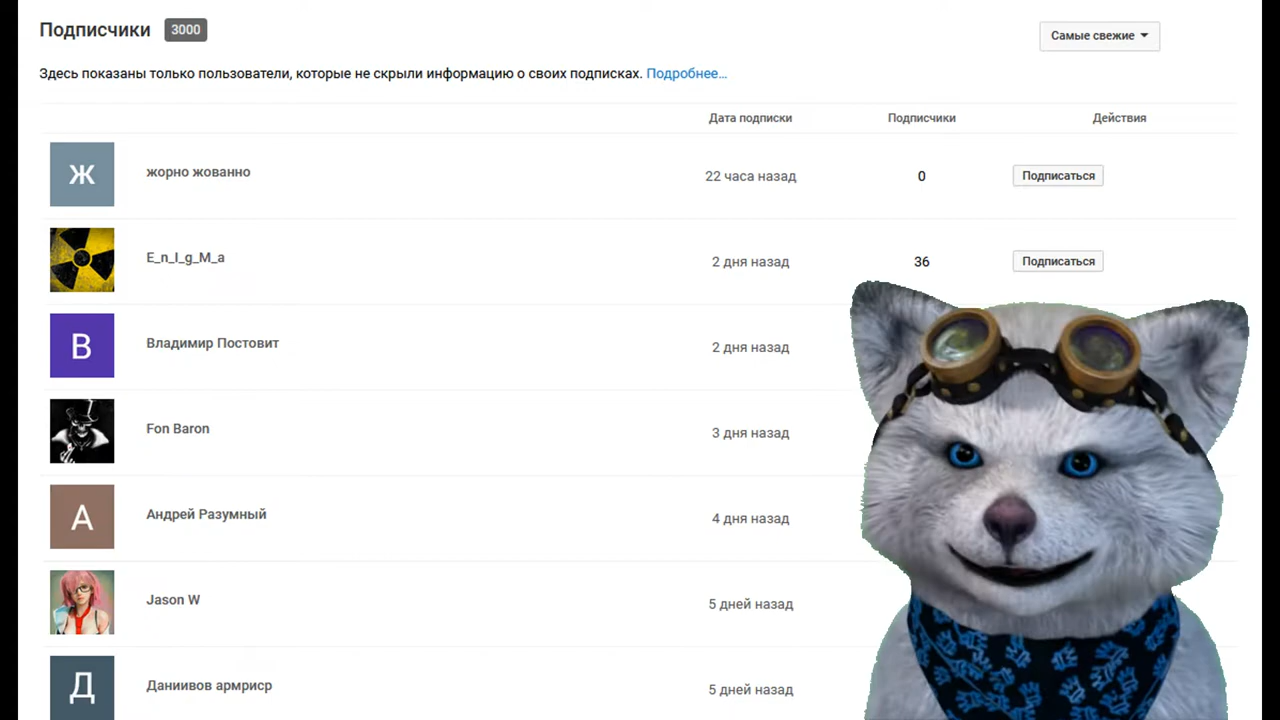 Подписчики 3000
Самые свежие
Здесь показаны только пользователи, которые не скрыли информацию о своих подписках. Подробнее...
Дата подписки Подписчики Действия
Ж жорно жованно 22 часа назад 0 Подписаться
E_n_I_g_M_a 2 дня назад 36 Подписаться
В Владимир Постовит 2 дня назад
Fon Baron 3 дня назад
А Андрей Разумный 4 дня назад
Jason W 5 дней назад
Д Даниивов армриср 5 дней назад